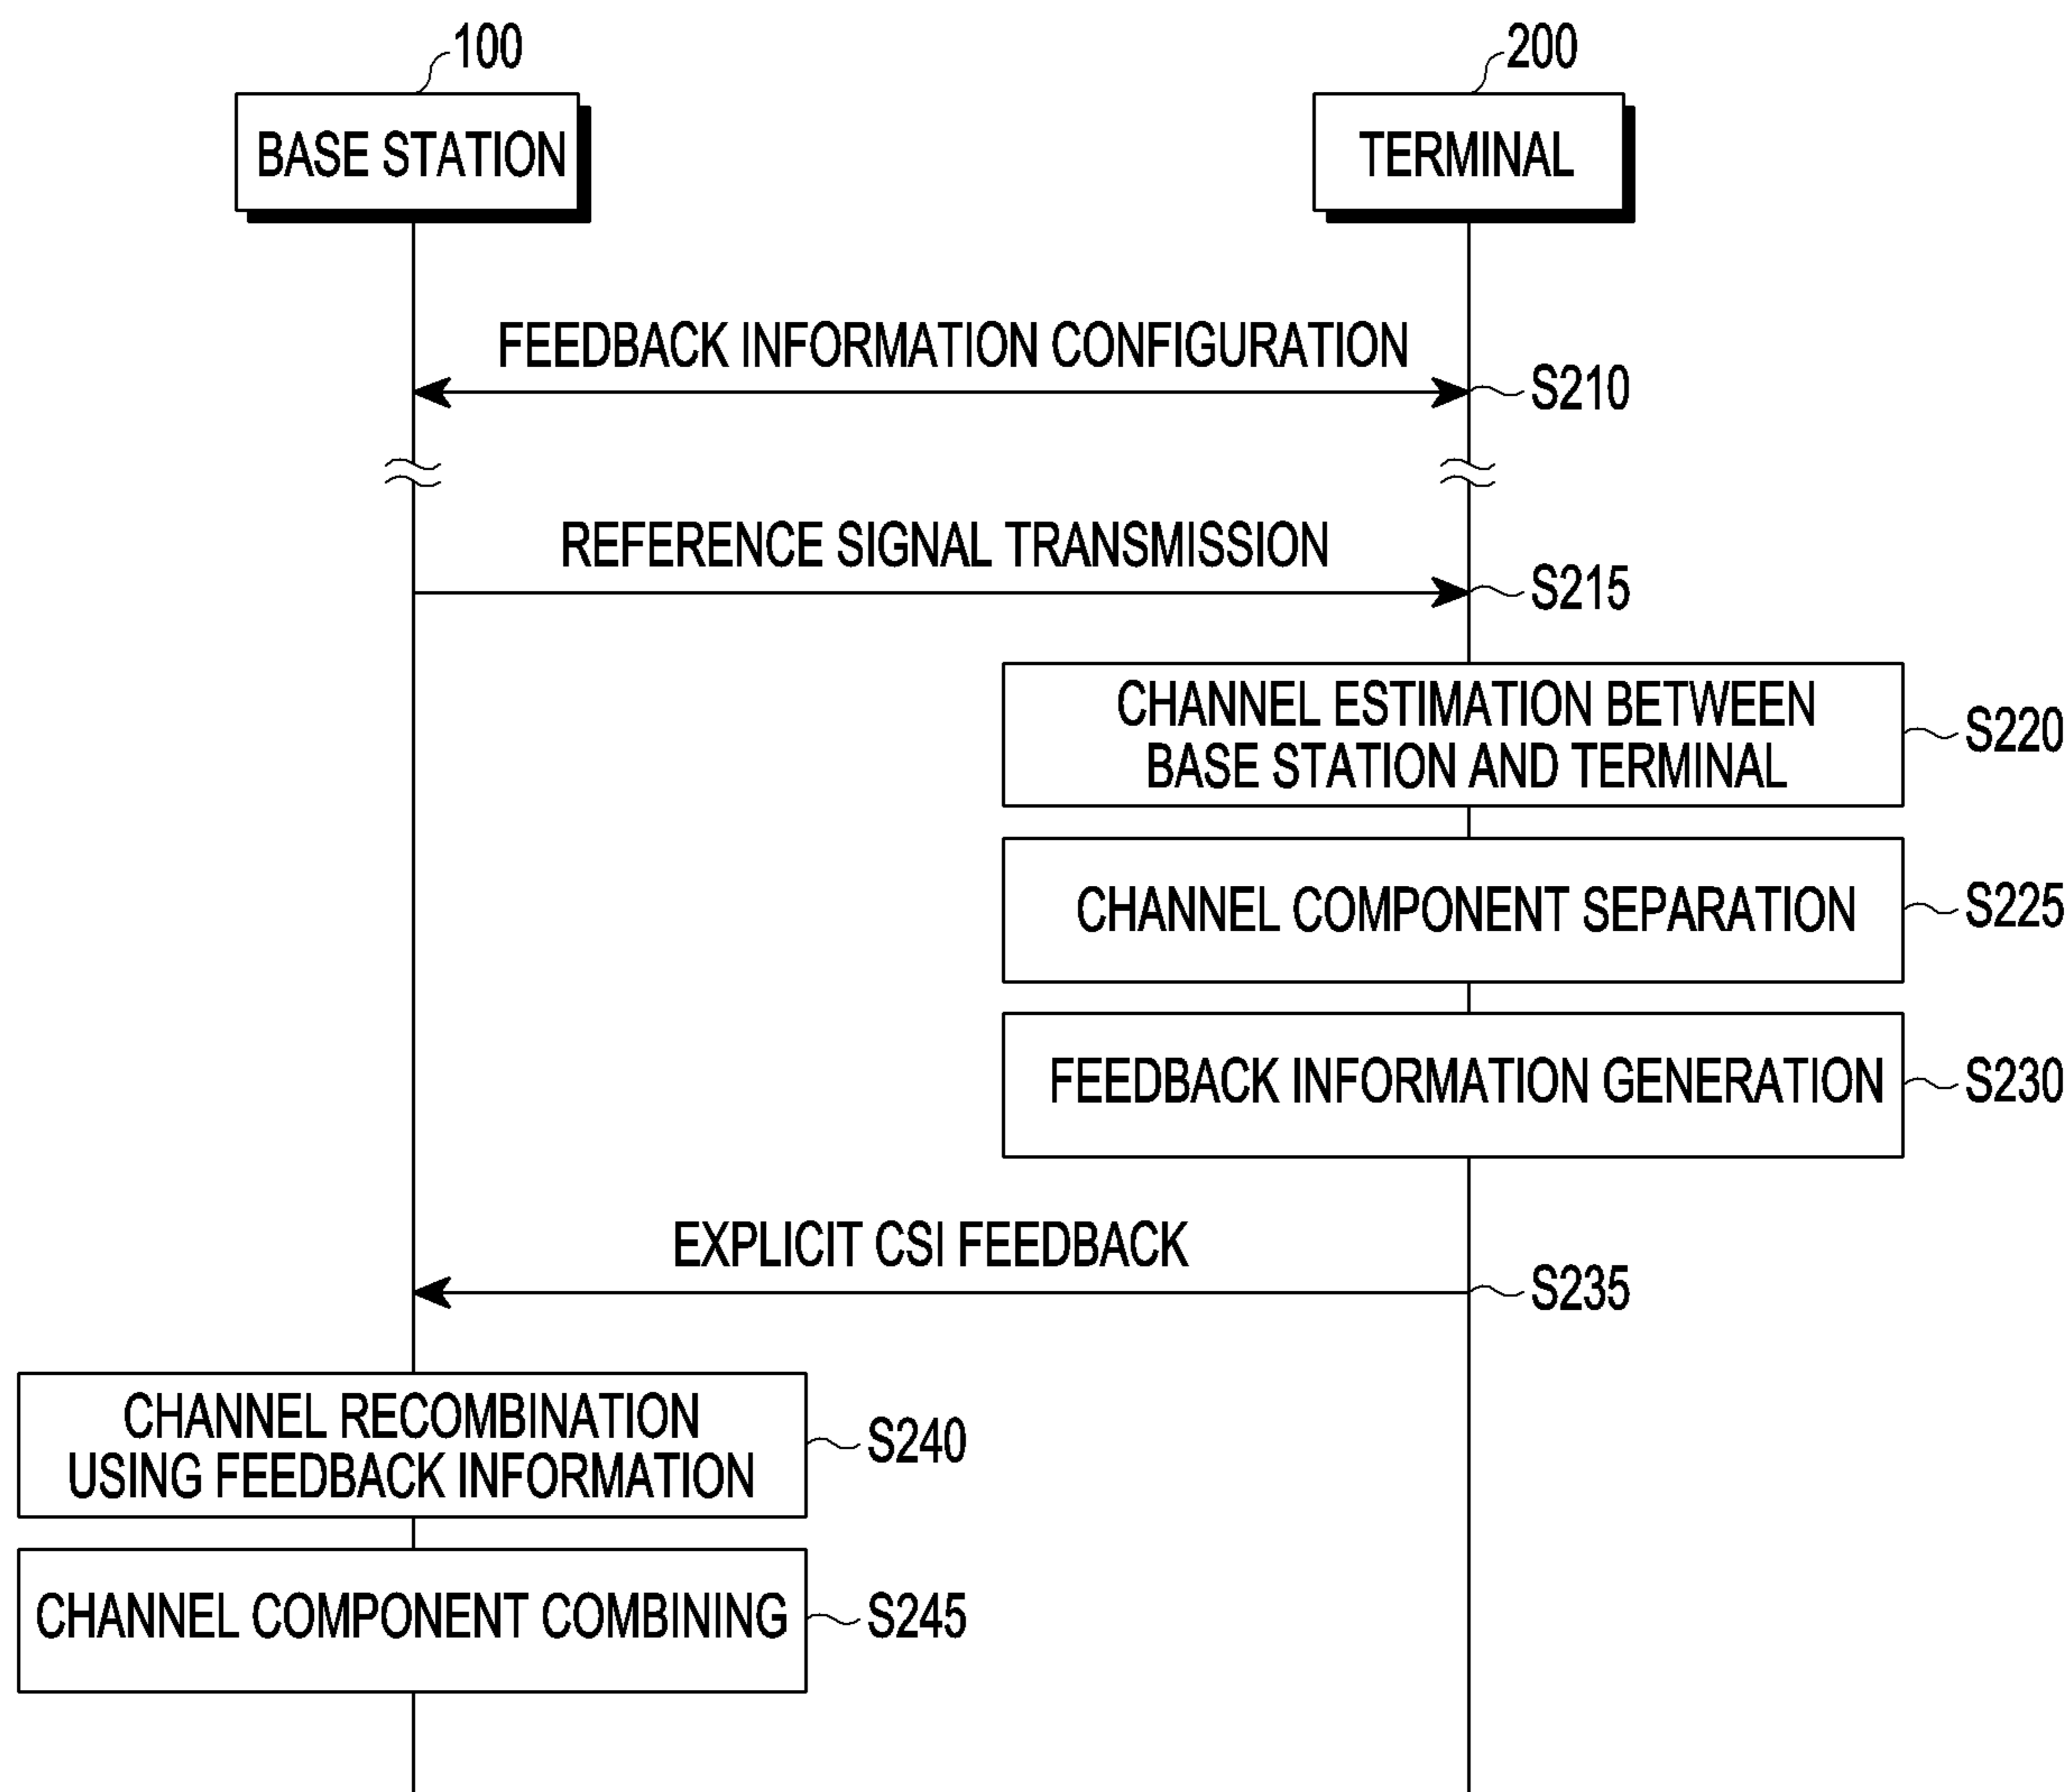 100
200
BASE STATION
TERMINAL
FEEDBACK INFORMATION CONFIGURATION
S210
REFERENCE SIGNAL TRANSMISSION
S215
CHANNEL ESTIMATION BETWEEN
BASE STATION AND TERMINAL
S220
CHANNEL COMPONENT SEPARATION
S225
FEEDBACK INFORMATION GENERATION
S230
EXPLICIT CSI FEEDBACK
S235
CHANNEL RECOMBINATION
USING FEEDBACK INFORMATION
S240
CHANNEL COMPONENT COMBINING
S245